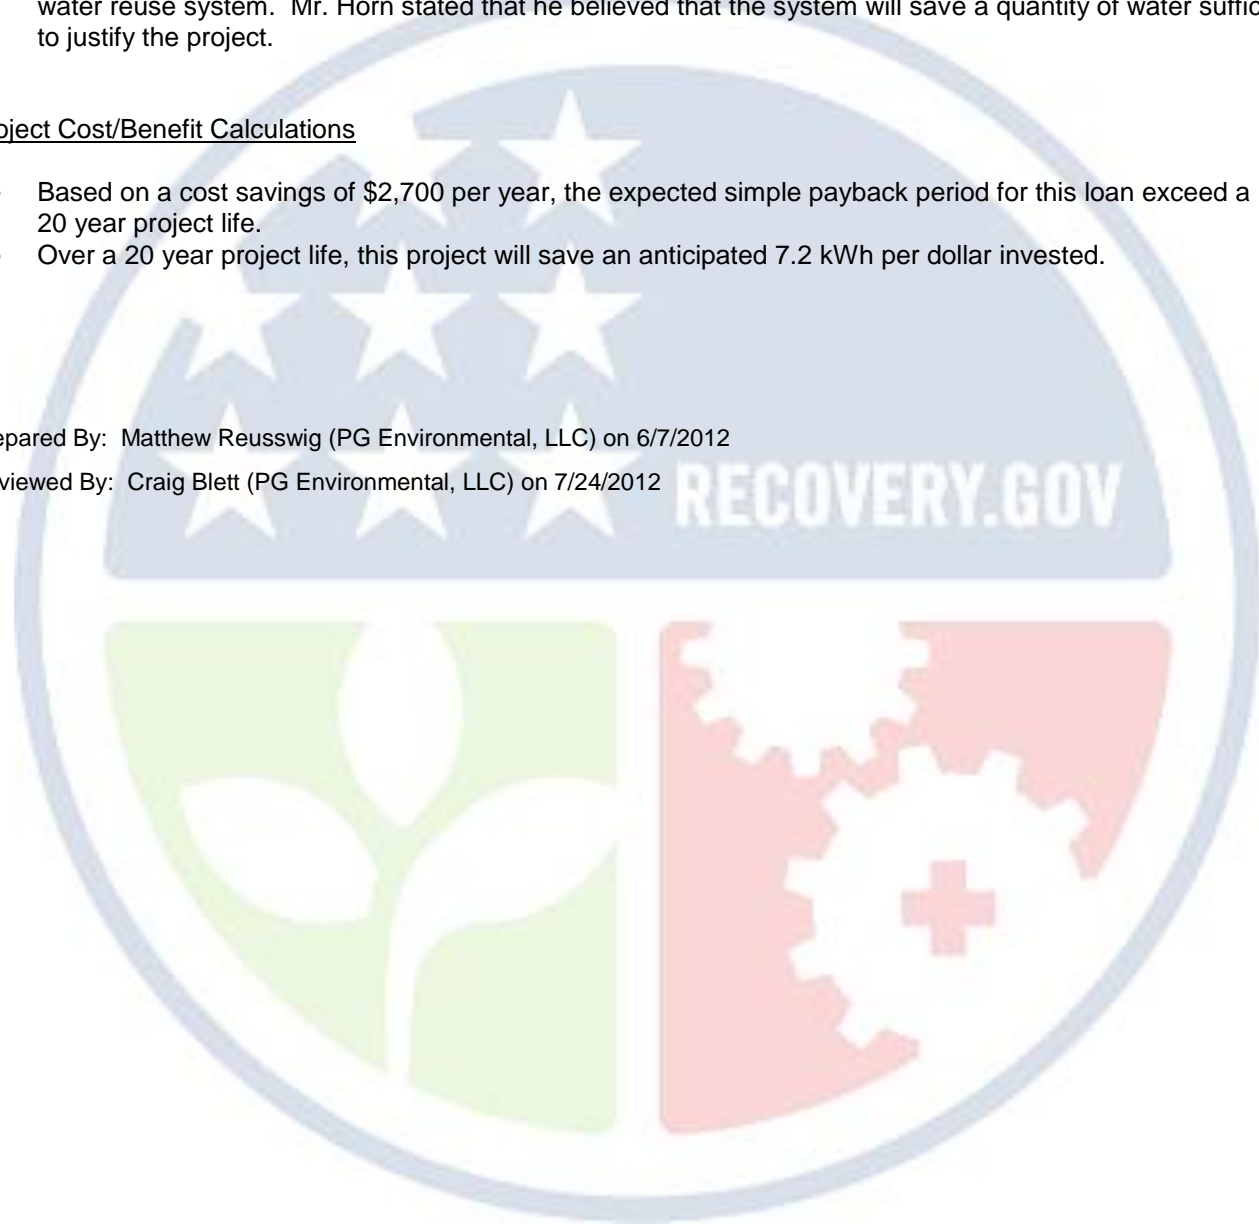 water reuse system.  Mr. Horn stated that he believed that the system will save a quantity of water suffic
to justify the project.
oject Cost/Benefit Calculations
Based on a cost savings of $2,700 per year, the expected simple payback period for this loan exceed a
20 year project life.
Over a 20 year project life, this project will save an anticipated 7.2 kWh per dollar invested.
epared By:  Matthew Reusswig (PG Environmental, LLC) on 6/7/2012
viewed By:  Craig Blett (PG Environmental, LLC) on 7/24/2012
RECOVERY.GOV